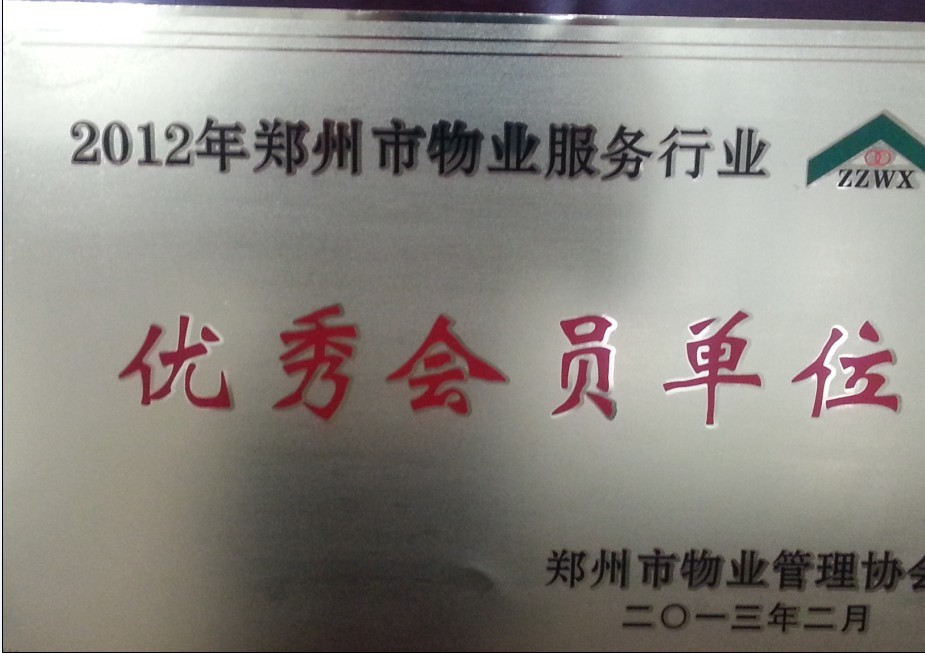 2012年郑州市物业服务行业
ZZWX
优秀会员单位
郑州市物业管理协会
二〇一三年二月